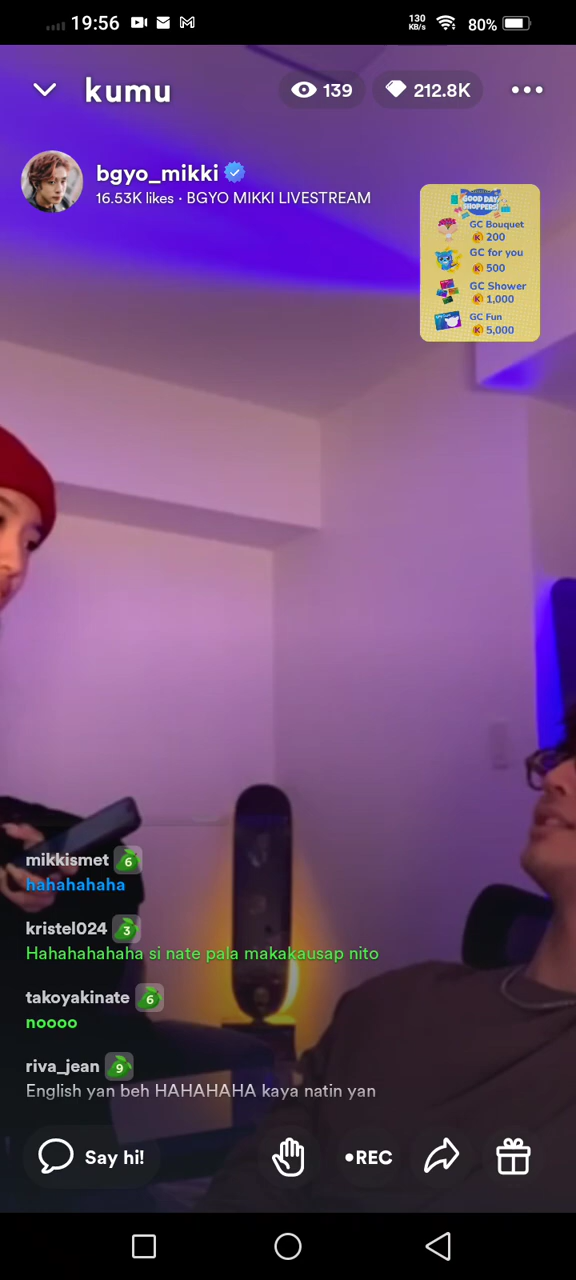 19:56
130
KB/s
80%
kumu
139
212.8K
bgyo_mikki
16.53K likes · BGYO MIKKI LIVESTREAM
GOOD DAY
SHOPPERS!
GC Bouquet
K 200
GC for you
K 500
GC Shower
K 1,000
GC Fun
K 5,000
mikkismet 6
hahahahaha
kristel024 3
Hahahahahaha si nate pala makakausap nito
takoyakinate 6
noooo
riva_jean 9
English yan beh HAHAHAHA kaya natin yan
Say hi!
•REC